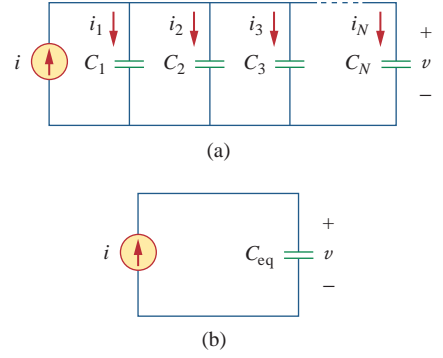 i₁ i₂ i₃ i_N +
i C₁ C₂ C₃ C_N v
−
(a)
+
i C_eq v
−
(b)